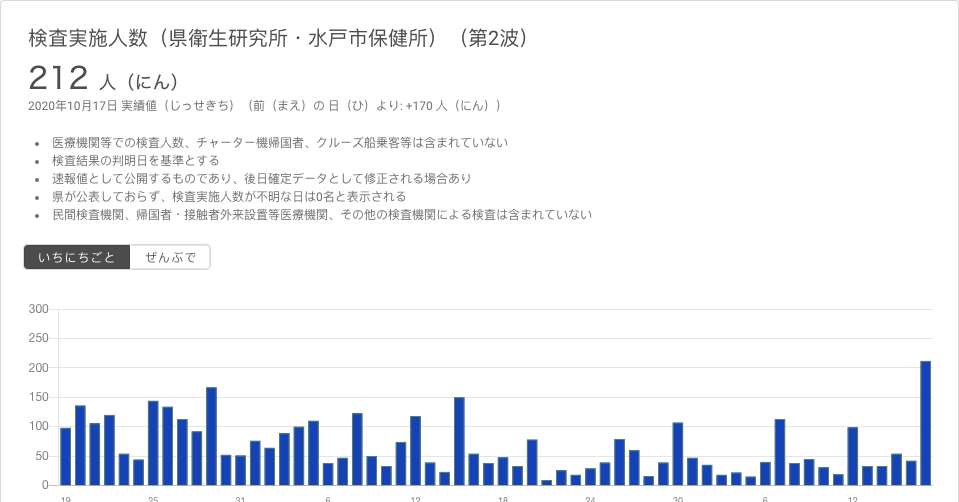 検査実施人数（県衛生研究所・水戸市保健所）（第2波）
212 人（にん）
2020年10月17日 実績値（じっせきち）（前（まえ）の 日（ひ）より: +170 人（にん））
• 医療機関等での検査人数、チャーター機帰国者、クルーズ船乗客等は含まれていない
• 検査結果の判明日を基準とする
• 速報値として公開するものであり、後日確定データとして修正される場合あり
• 県が公表しておらず、検査実施人数が不明な日は0名と表示される
• 民間検査機関、帰国者・接触者外来設置等医療機関、その他の検査機関による検査は含まれていない
いちにちごと ぜんぶで
300
250
200
150
100
50
0
19 25 31 6 12 18 24 30 6 12